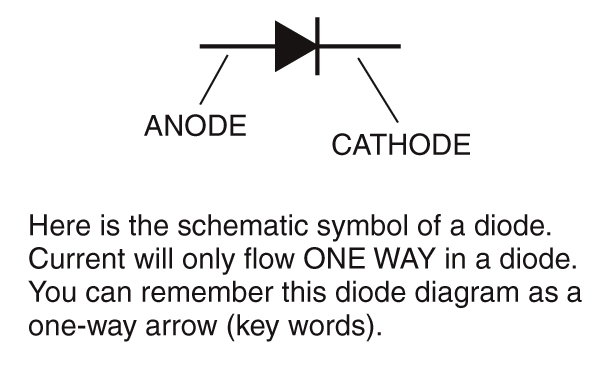 ANODE
CATHODE
Here is the schematic symbol of a diode.
Current will only flow ONE WAY in a diode.
You can remember this diode diagram as a
one-way arrow (key words).